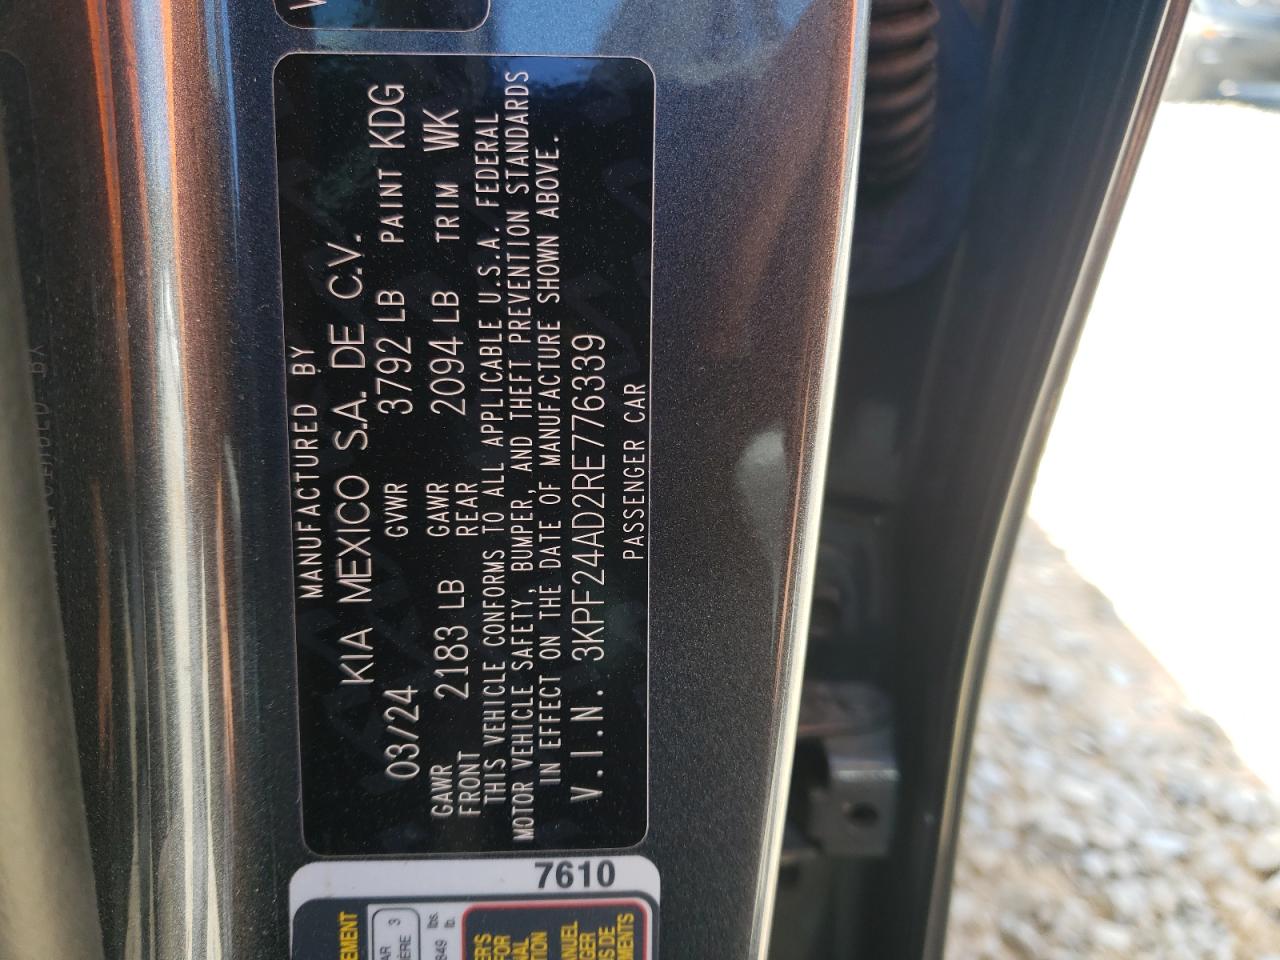 MANUFACTURED BY
KIA MEXICO S.A. DE C.V.
03/24 GVWR 3792 LB PAINT KDG
GAWR FRONT 2183 LB GAWR REAR 2094 LB TRIM WK
THIS VEHICLE CONFORMS TO ALL APPLICABLE U.S.A. FEDERAL
MOTOR VEHICLE SAFETY, BUMPER, AND THEFT PREVENTION STANDARDS
IN EFFECT ON THE DATE OF MANUFACTURE SHOWN ABOVE.
V.I.N. 3KPF24AD2RE776339
PASSENGER CAR
7610